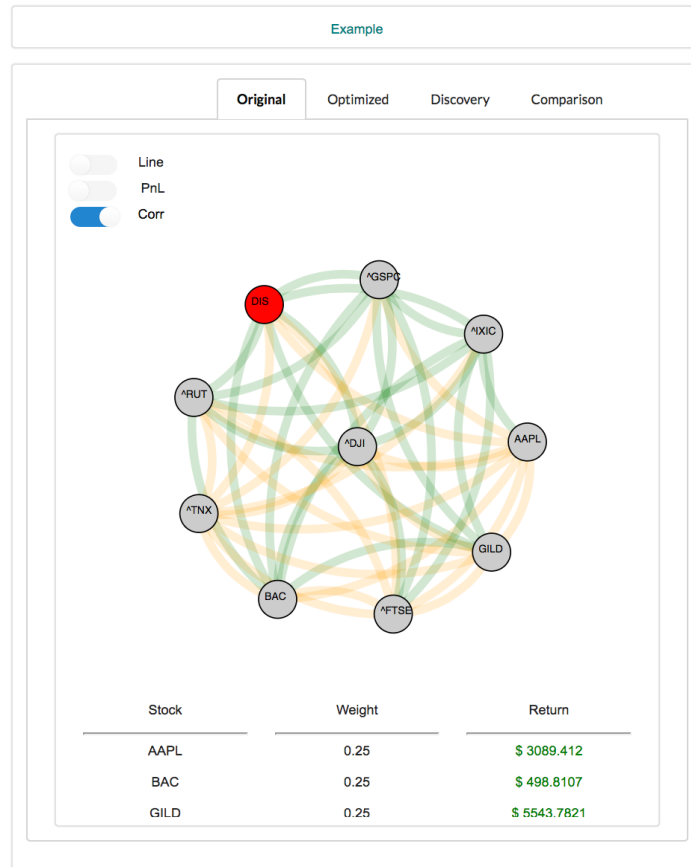 Example
Original Optimized Discovery Comparison
Line
PnL
Corr
^GSPC
DIS
^IXIC
^RUT
^DJI
AAPL
^TNX
GILD
BAC
^FTSE
Stock Weight Return
AAPL 0.25 $ 3089.412
BAC 0.25 $ 498.8107
GILD 0.25 $ 5543.7821